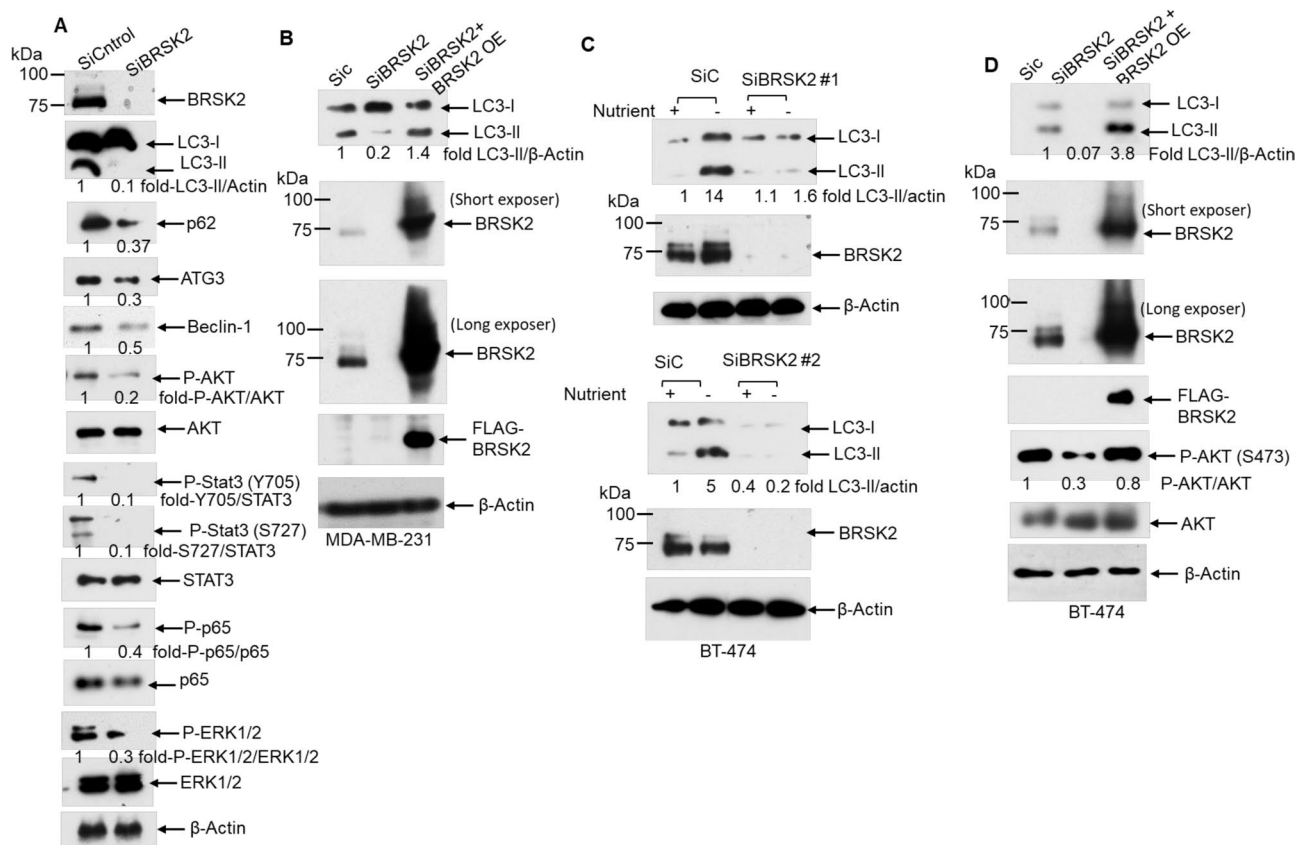 A
kDa
SiCntrol
SiBRSK2
100
75
BRSK2
LC3-I
LC3-II
1 0.1 fold-LC3-II/Actin
p62
1 0.37
ATG3
1 0.3
Beclin-1
1 0.5
P-AKT
1 0.2 fold-P-AKT/AKT
AKT
P-Stat3 (Y705)
1 0.1 fold-Y705/STAT3
P-Stat3 (S727)
1 0.1 fold-S727/STAT3
STAT3
P-p65
1 0.4 fold-P-p65/p65
p65
P-ERK1/2
1 0.3 fold-P-ERK1/2/ERK1/2
ERK1/2
β-Actin
B
Sic
SiBRSK2
SiBRSK2+
BRSK2 OE
LC3-I
LC3-II
1 0.2 1.4 fold LC3-II/β-Actin
kDa
100
75
(Short exposer)
BRSK2
100
75
(Long exposer)
BRSK2
FLAG-
BRSK2
β-Actin
MDA-MB-231
C
SiC SiBRSK2 #1
Nutrient + - + -
LC3-I
LC3-II
1 14 1.1 1.6 fold LC3-II/actin
kDa
100
75
BRSK2
β-Actin
SiC SiBRSK2 #2
Nutrient + - + -
LC3-I
LC3-II
1 5 0.4 0.2 fold LC3-II/actin
kDa
100
75
BRSK2
β-Actin
BT-474
D
Sic
SiBRSK2
SiBRSK2 +
BRSK2 OE
LC3-I
LC3-II
1 0.07 3.8 Fold LC3-II/β-Actin
kDa
100
75
(Short exposer)
BRSK2
100
75
(Long exposer)
BRSK2
FLAG-
BRSK2
P-AKT (S473)
1 0.3 0.8 P-AKT/AKT
AKT
β-Actin
BT-474